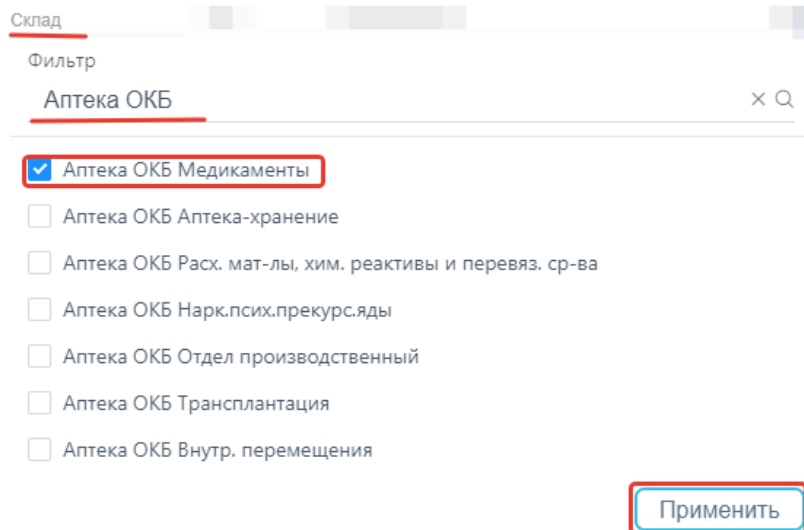 Склад
Фильтр
Аптека ОКБ
Аптека ОКБ Медикаменты
Аптека ОКБ Аптека-хранение
Аптека ОКБ Расх. мат-лы, хим. реактивы и перевяз. ср-ва
Аптека ОКБ Нарк.псих.прекурс.яды
Аптека ОКБ Отдел производственный
Аптека ОКБ Трансплантация
Аптека ОКБ Внутр. перемещения
Применить